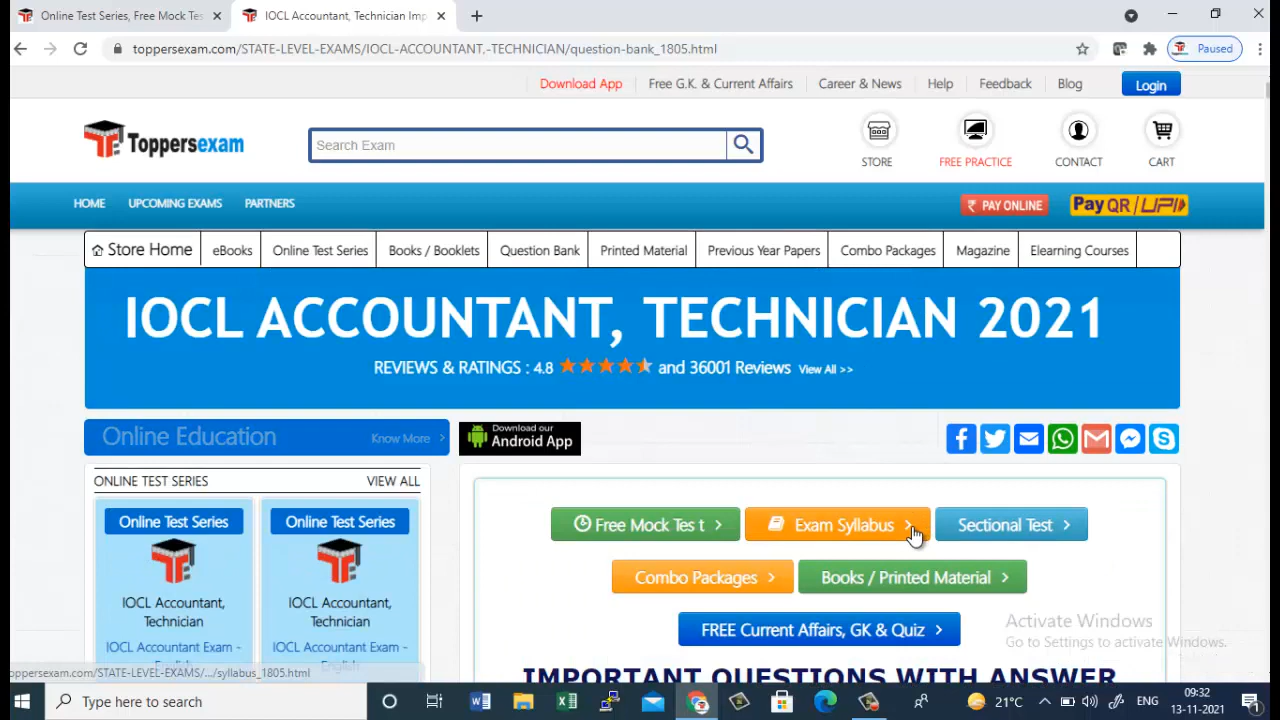 Online Test Series, Free Mock Tes
IOCL Accountant, Technician Imp
toppersexam.com/STATE-LEVEL-EXAMS/IOCL-ACCOUNTANT,-TECHNICIAN/question-bank_1805.html
Paused
Download App
Free G.K. & Current Affairs
Career & News
Help
Feedback
Blog
Login
Toppersexam
Search Exam
STORE
FREE PRACTICE
CONTACT
CART
HOME
UPCOMING EXAMS
PARTNERS
₹ PAY ONLINE
Pay QR / UPI
Store Home
eBooks
Online Test Series
Books / Booklets
Question Bank
Printed Material
Previous Year Papers
Combo Packages
Magazine
Elearning Courses
IOCL ACCOUNTANT, TECHNICIAN 2021
REVIEWS & RATINGS : 4.8 and 36001 Reviews View All >>
Online Education
Know More >
Download our
Android App
ONLINE TEST SERIES
VIEW ALL
Online Test Series
Online Test Series
IOCL Accountant,
Technician
IOCL Accountant,
Technician
IOCL Accountant Exam -
IOCL Accountant Exam -
English
Free Mock Tes t >
Exam Syllabus >
Sectional Test >
Combo Packages >
Books / Printed Material >
FREE Current Affairs, GK & Quiz >
IMPORTANT QUESTIONS WITH ANSWER
Activate Windows
Go to Settings to activate Windows.
toppersexam.com/STATE-LEVEL-EXAMS/.../syllabus_1805.html
Type here to search
21°C
ENG
09:32
13-11-2021
1